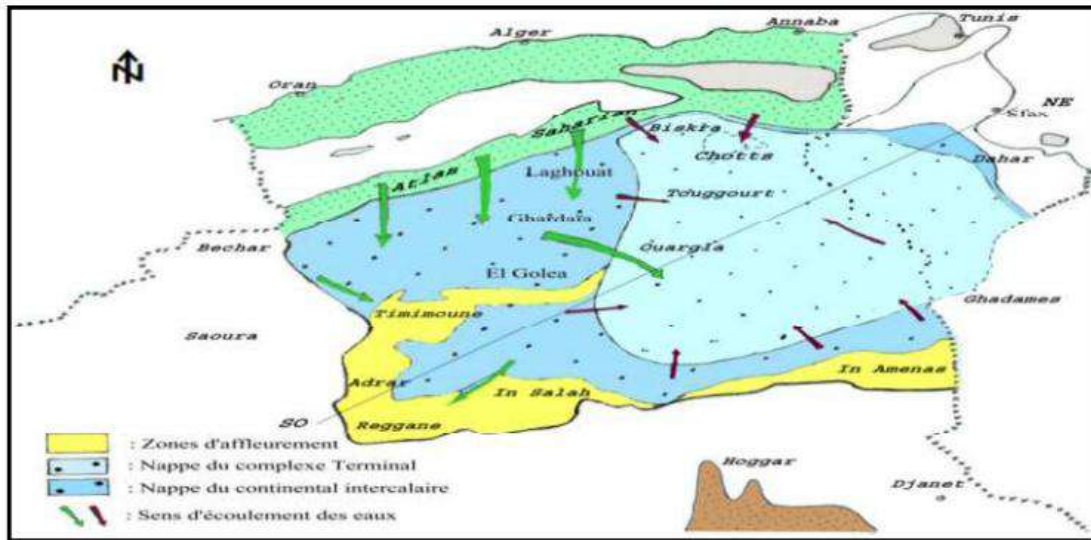 Tunis
Annaba
Alger
N
Oran
NE
Sfax
Saharian
Biskra
Chotts
Dahar
Atlas
Laghouat
Touggourt
Ghardaia
Bechar
Ouargla
El Golea
Ghadames
Timimoune
Saoura
In Amenas
Adrar
In Salah
SO
Reggane
: Zones d'affleurement
: Nappe du complexe Terminal
: Nappe du continental intercalaire
: Sens d'écoulement des eaux
Hoggar
Djanet